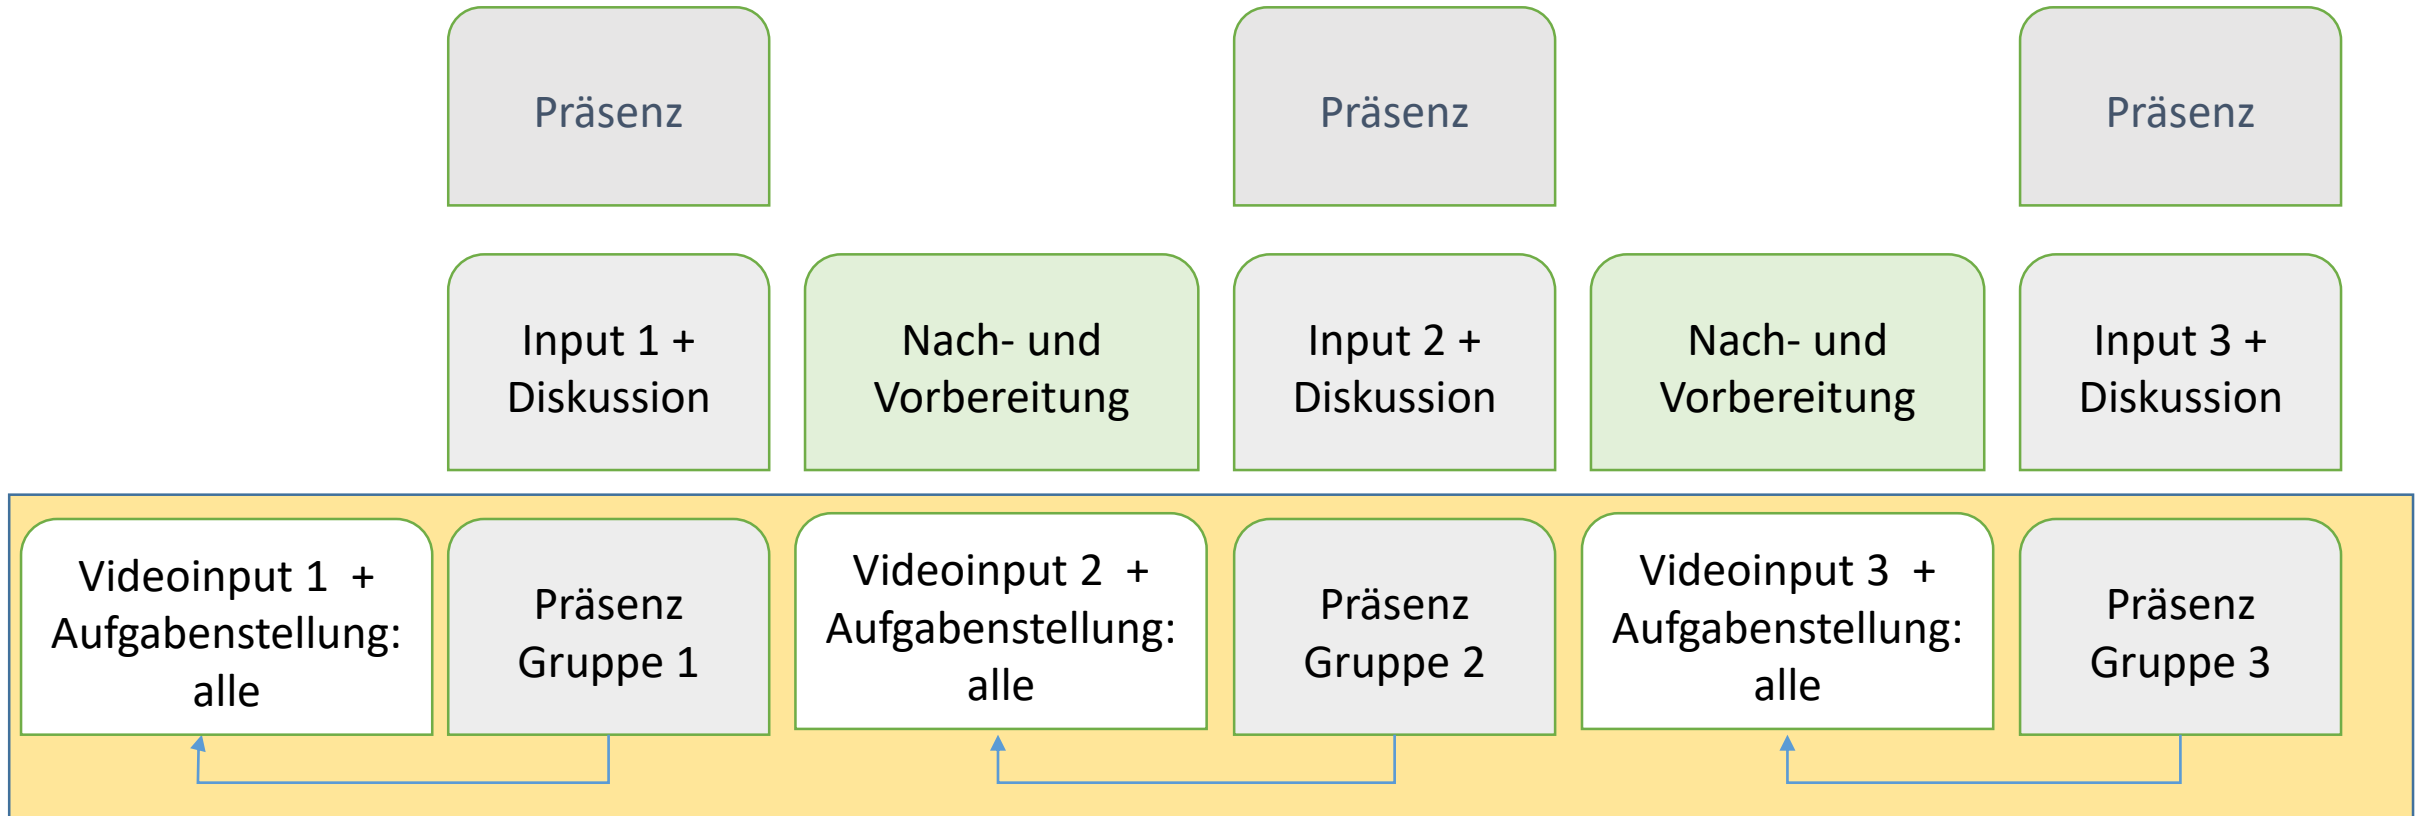 Präsenz
Präsenz
Präsenz
Input 1 +
Diskussion
Nach- und
Vorbereitung
Input 2 +
Diskussion
Nach- und
Vorbereitung
Input 3 +
Diskussion
Videoinput 1  +
Aufgabenstellung:
alle
Präsenz
Gruppe 1
Videoinput 2  +
Aufgabenstellung:
alle
Präsenz
Gruppe 2
Videoinput 3  +
Aufgabenstellung:
alle
Präsenz
Gruppe 3